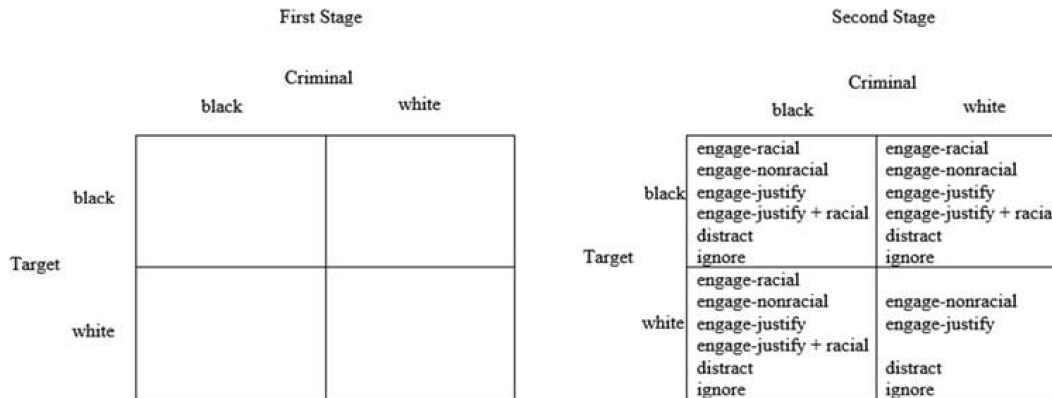 First Stage
Second Stage
Criminal
black white
black
Target
white
Criminal
black white
engage-racial engage-racial
engage-nonracial engage-nonracial
black engage-justify engage-justify
engage-justify + racial engage-justify + racia
distract distract
Target
ignore ignore
engage-racial
engage-nonracial engage-nonracial
white engage-justify engage-justify
engage-justify + racial
distract distract
ignore ignore